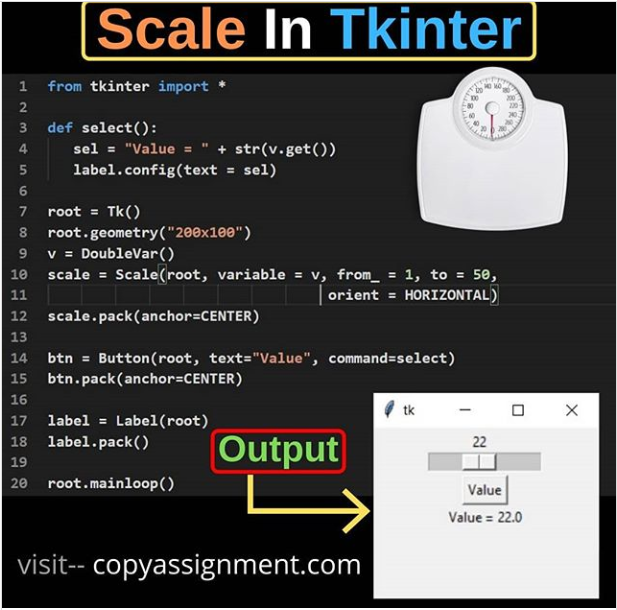 Scale In Tkinter
1 from tkinter import *
2
3 def select():
4 sel = "Value = " + str(v.get())
5 label.config(text = sel)
6
7 root = Tk()
8 root.geometry("200x100")
9 v = DoubleVar()
10 scale = Scale(root, variable = v, from_ = 1, to = 50,
11 orient = HORIZONTAL)
12 scale.pack(anchor=CENTER)
13
14 btn = Button(root, text="Value", command=select)
15 btn.pack(anchor=CENTER)
16
17 label = Label(root)
18 label.pack()
19
20 root.mainloop()
Output
tk
22
Value
Value = 22.0
visit-- copyassignment.com